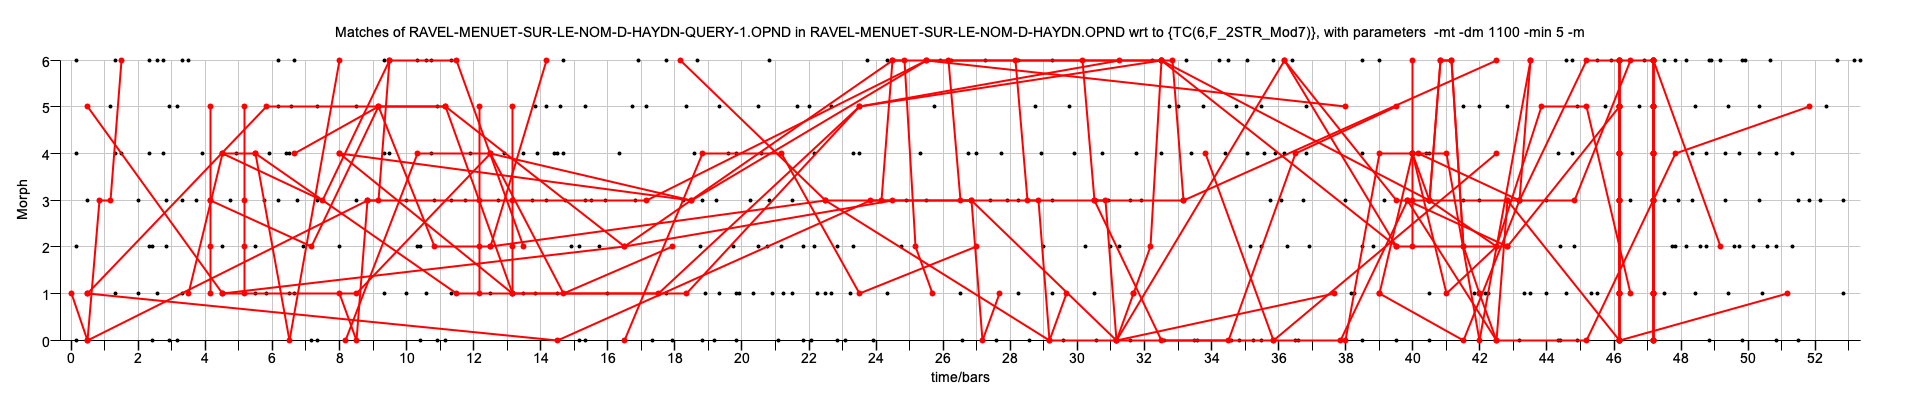 Matches of RAVEL-MENUET-SUR-LE-NOM-D-HAYDN-QUERY-1.OPND in RAVEL-MENUET-SUR-LE-NOM-D-HAYDN.OPND wrt to {TC(6,F_2STR_Mod7)}, with parameters -mt -dm 1100 -min 5 -m
6
5
4
3
2
1
0
Morph
0 2 4 6 8 10 12 14 16 18 20 22 24 26 28 30 32 34 36 38 40 42 44 46 48 50 52
time/bars